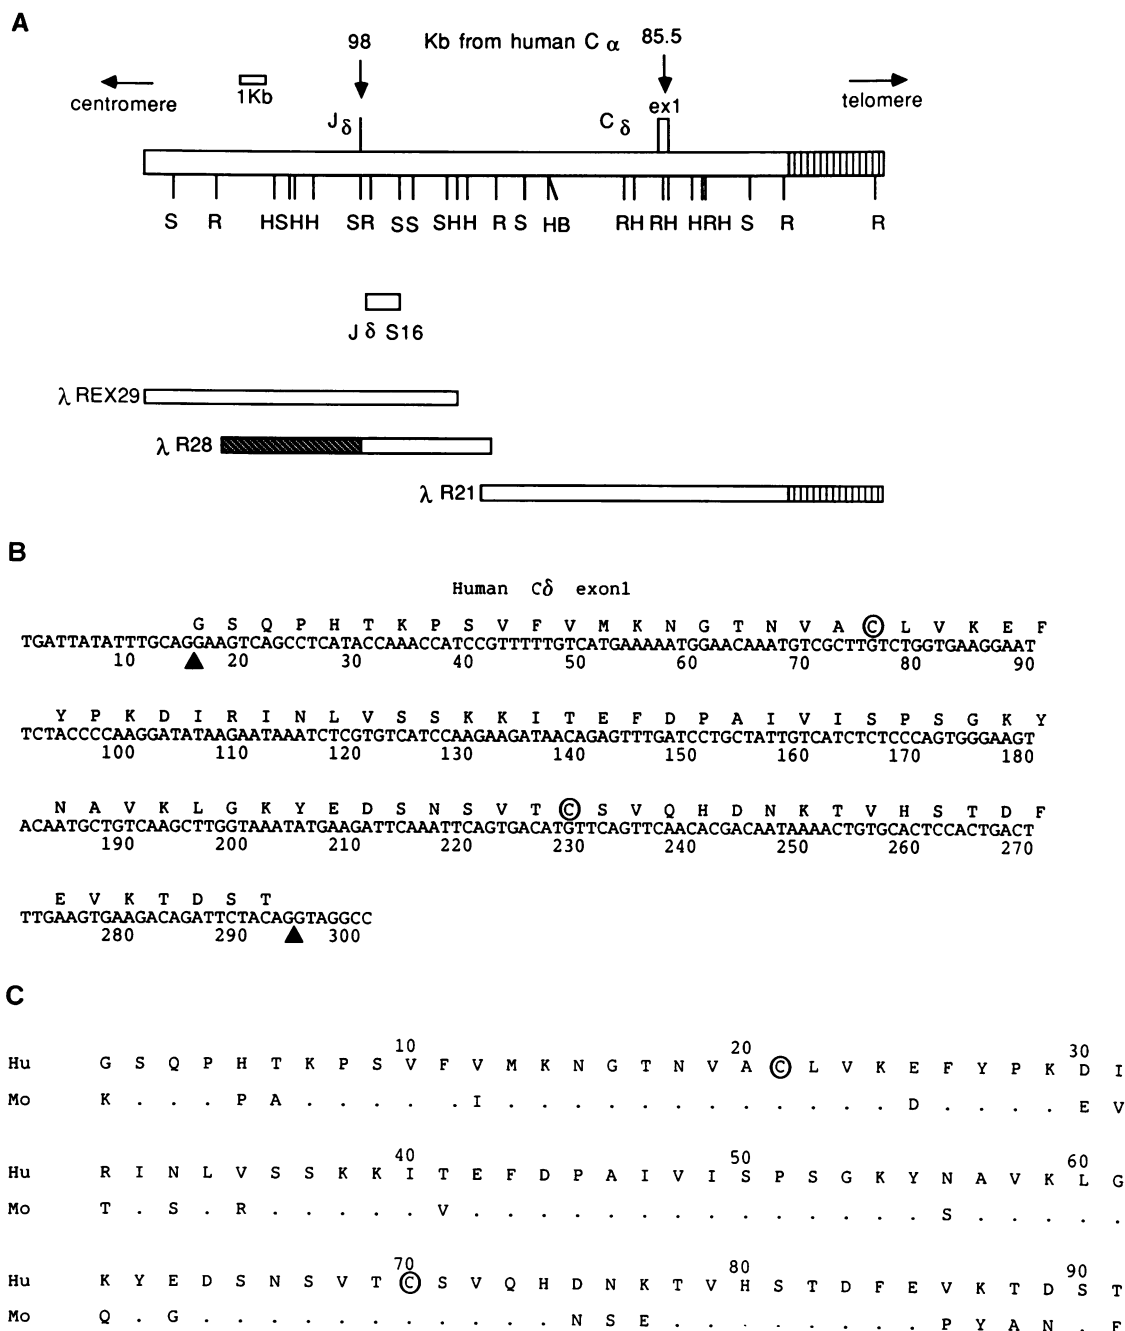 A
98 Kb from human C α 85.5
centromere 1Kb telomere
J δ C δ ex1
S R HSHH SR SS SHH R S HB RH RH HRH S R R
J δ S16
λ REX29
λ R28
λ R21
B
Human Cδ exon1
G S Q P H T K P S V F V M K N G T N V A C L V K E F
TGATTATATTTGCAGGAAGTCAGCCTCATACCAAACCATCCGTTTTTGTCATGAAAAATGGAACAAATGTCGCTTGTCTGGTGAAGGAAT
10 20 30 40 50 60 70 80 90
Y P K D I R I N L V S S K K I T E F D P A I V I S P S G K Y
TCTACCCCAAGGATATAAGAATAAATCTCGTGTCATCCAAGAAGATAACAGAGTTTGATCCTGCTATTGTCATCTCTCCCAGTGGGAAGT
100 110 120 130 140 150 160 170 180
N A V K L G K Y E D S N S V T C S V Q H D N K T V H S T D F
ACAATGCTGTCAAGCTTGGTAAATATGAAGATTCAAATTCAGTGACATGTTCAGTTCAACACGACAATAAAACTGTGCACTCCACTGACT
190 200 210 220 230 240 250 260 270
E V K T D S T
TTGAAGTGAAGACAGATTCTACAGGTAGGCC
280 290 300
C
10 20 30
Hu G S Q P H T K P S V F V M K N G T N V A C L V K E F Y P K D I
Mo K . . . P A . . . . . I . . . . . . . . . . . . D . . . . E V
40 50 60
Hu R I N L V S S K K I T E F D P A I V I S P S G K Y N A V K L G
Mo T . S . R . . . . . V . . . . . . . . . . . . . . S . . . . .
70 80 90
Hu K Y E D S N S V T C S V Q H D N K T V H S T D F E V K T D S T
Mo Q . G . . . . . . . . . . . N S E . . . . . . . . P Y A N .